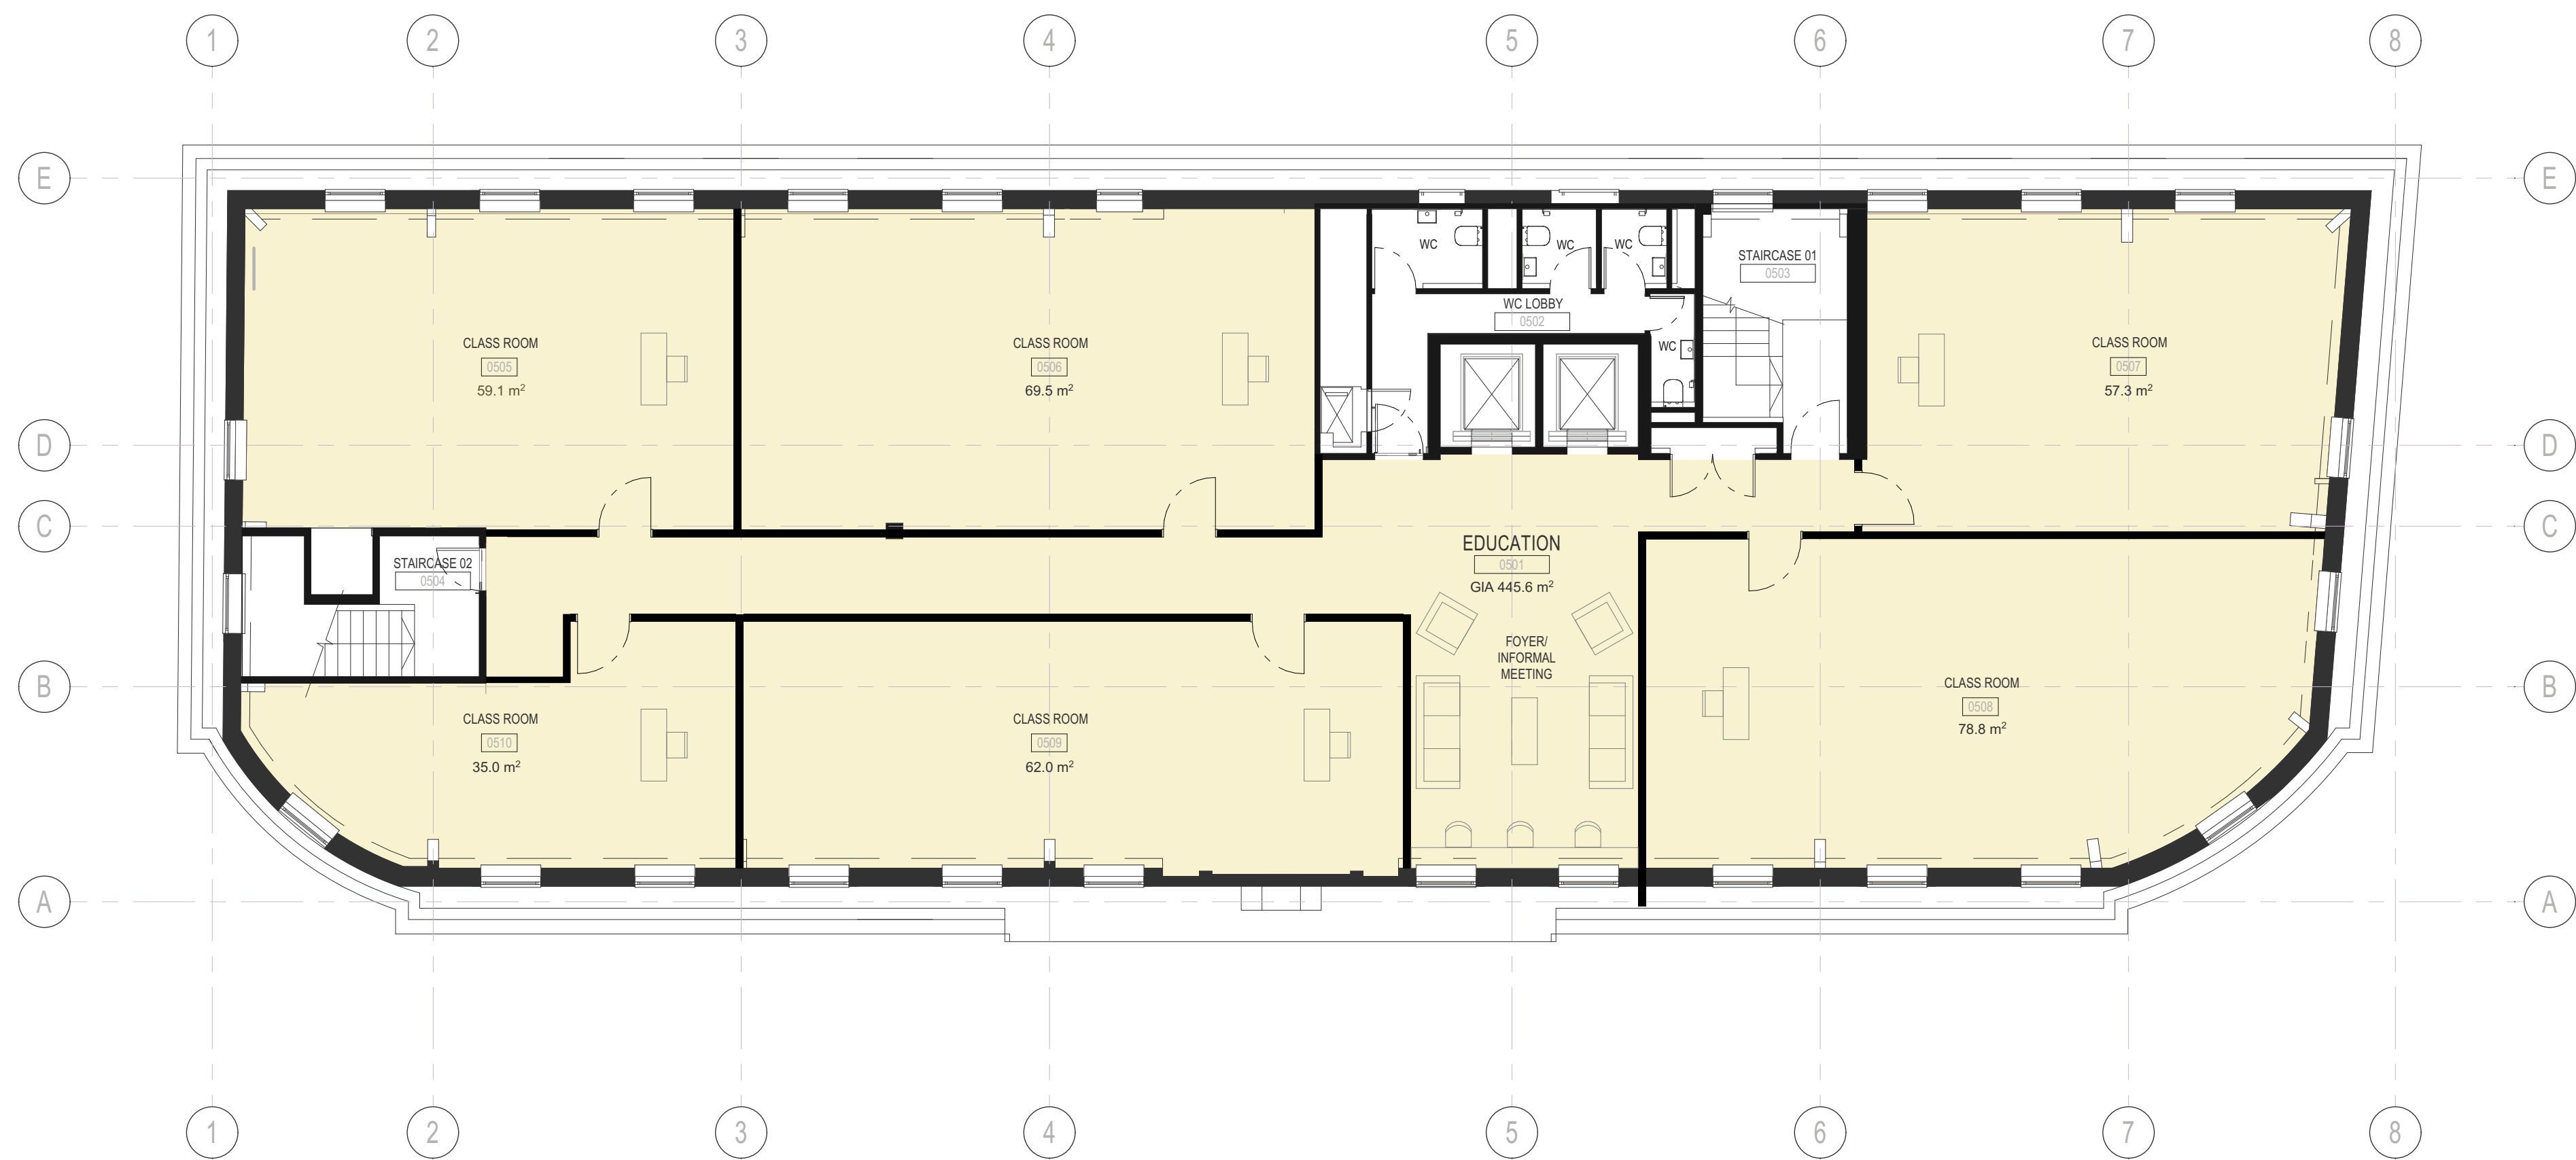 1 2 3 4 5 6 7 8
E E
WC WC WC
STAIRCASE 01
0503
WC LOBBY
0502
WC
CLASS ROOM
0505
59.1 m²
CLASS ROOM
0506
69.5 m²
CLASS ROOM
0507
57.3 m²
D D
C C
STAIRCASE 02
0504
EDUCATION
0501
GIA 445.6 m²
FOYER/
INFORMAL
MEETING
B B
CLASS ROOM
0510
35.0 m²
CLASS ROOM
0509
62.0 m²
CLASS ROOM
0508
78.8 m²
A A
1 2 3 4 5 6 7 8